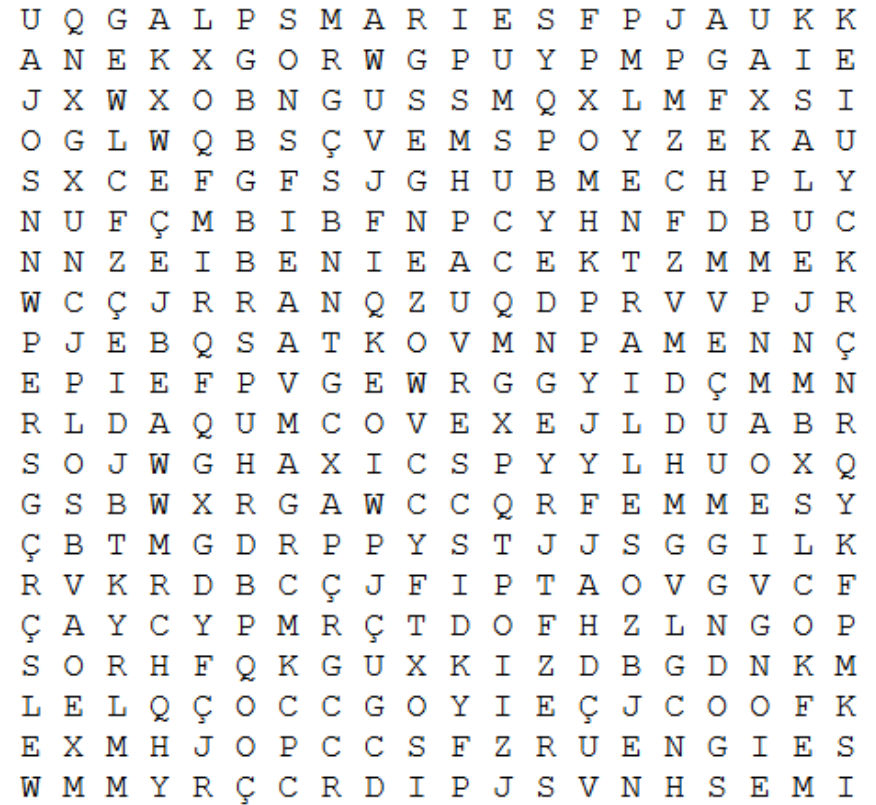 U Q G A L P S M A R I E S F P J A U K K
A N E K X G O R W G P U Y P M P G A I E
J X W X O B N G U S S M Q X L M F X S I
O G L W Q B S Ç V E M S P O Y Z E K A U
S X C E F G F S J G H U B M E C H P L Y
N U F Ç M B I B F N P C Y H N F D B U C
N N Z E I B E N I E A C E K T Z M M E K
W C Ç J R R A N Q Z U Q D P R V V P J R
P J E B Q S A T K O V M N P A M E N N Ç
E P I E F P V G E W R G G Y I D Ç M M N
R L D A Q U M C O V E X E J L D U A B R
S O J W G H A X I C S P Y Y L H U O X Q
G S B W X R G A W C C Q R F E M M E S Y
Ç B T M G D R P P Y S T J J S G G I L K
R V K R D B C Ç J F I P T A O V G V C F
Ç A Y C Y P M R Ç T D O F H Z L N G O P
S O R H F Q K G U X K I Z D B G D N K M
L E L Q Ç O C C G O Y I E Ç J C O O F K
E X M H J O P C C S F Z R U E N G I E S
W M M Y R Ç C R D I P J S V N H S E M I